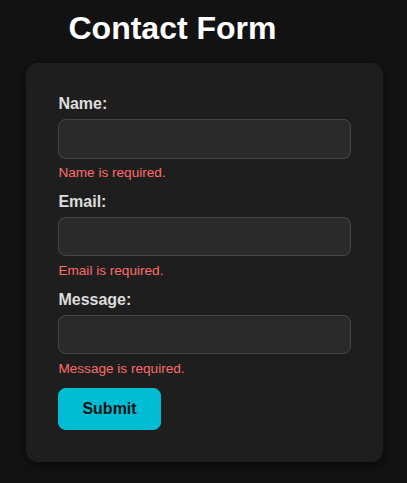 Contact Form
Name:
Name is required.
Email:
Email is required.
Message:
Message is required.
Submit